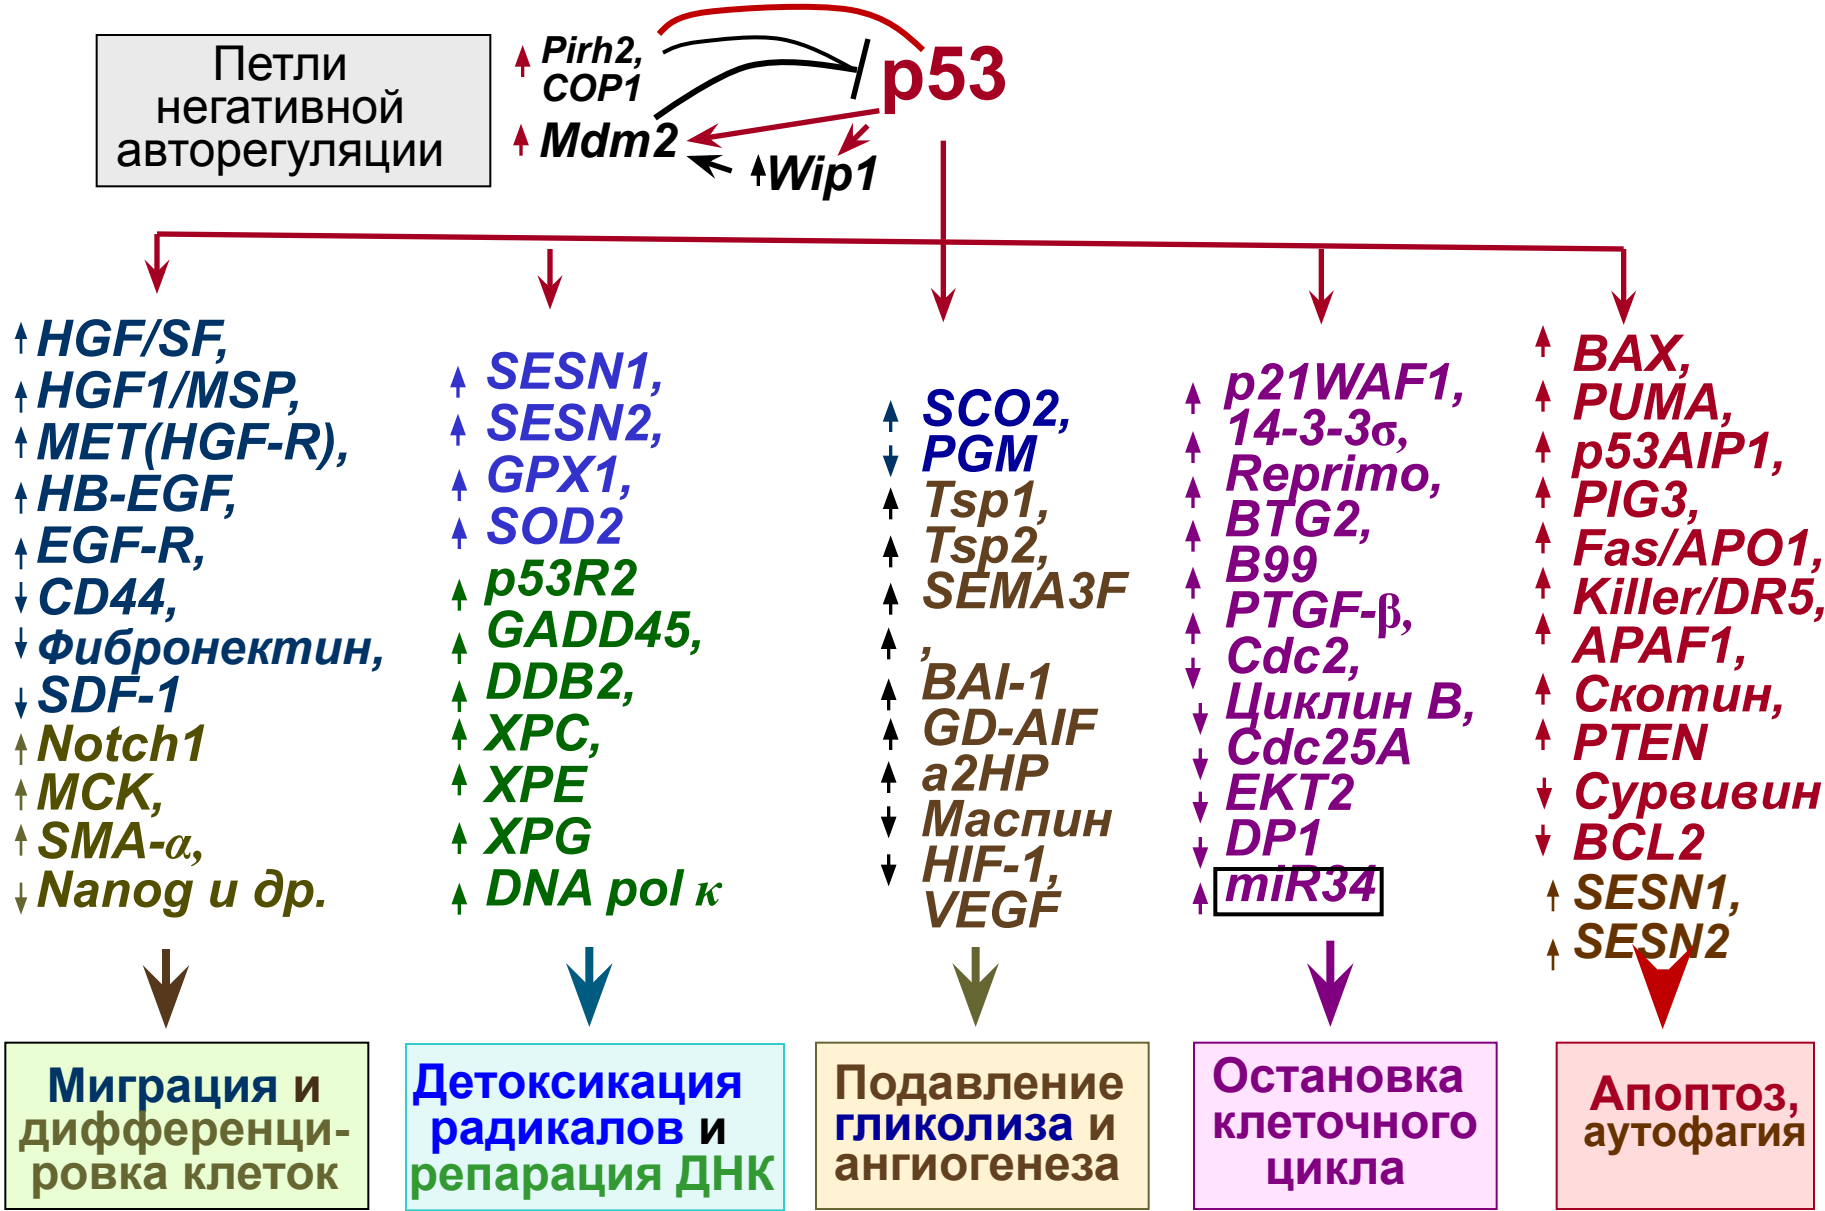 Петли
негативной
авторегуляции
Pirh2,
COP1
Mdm2
Wip1
p53
HGF/SF,
HGF1/MSP,
MET(HGF-R),
HB-EGF,
EGF-R,
CD44,
Фибронектин,
SDF-1
Notch1
MCK,
SMA-α,
Nanog и др.
SESN1,
SESN2,
GPX1,
SOD2
p53R2
GADD45,
DDB2,
XPC,
XPE
XPG
DNA pol κ
SCO2,
PGM
Tsp1,
Tsp2,
SEMA3F
,
BAI-1
GD-AIF
a2HP
Маспин
HIF-1,
VEGF
p21WAF1,
14-3-3σ,
Reprimo,
BTG2,
B99
PTGF-β,
Cdc2,
Циклин B,
Cdc25A
EKT2
DP1
miR34
BAX,
PUMA,
p53AIP1,
PIG3,
Fas/APO1,
Killer/DR5,
APAF1,
Скотин,
PTEN
Сурвивин
BCL2
SESN1,
SESN2
Миграция и
дифференци-
ровка клеток
Детоксикация
радикалов и
репарация ДНК
Подавление
гликолиза и
ангиогенеза
Остановка
клеточного
цикла
Апоптоз,
аутофагия